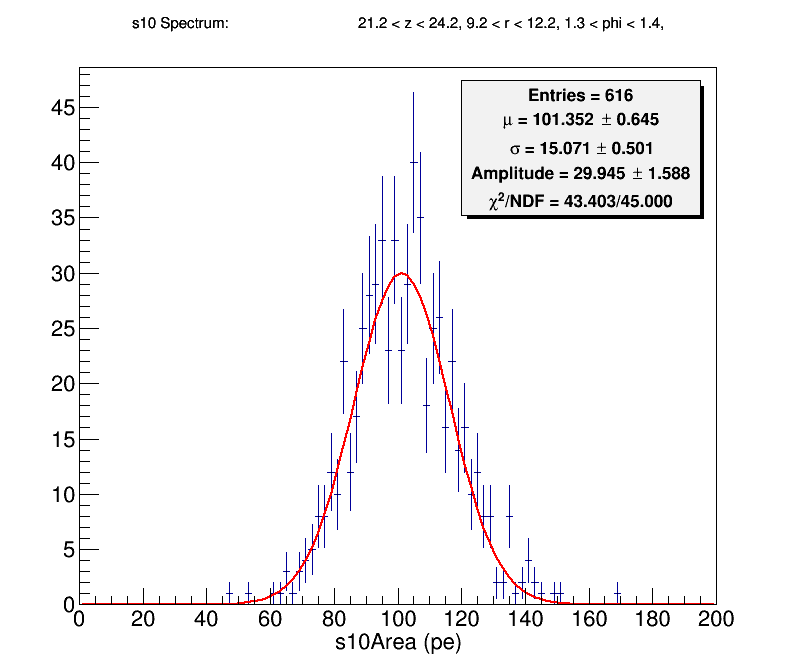 s10 Spectrum: 21.2 < z < 24.2, 9.2 < r < 12.2, 1.3 < phi < 1.4,
Entries = 616
μ = 101.352 ± 0.645
σ = 15.071 ± 0.501
Amplitude = 29.945 ± 1.588
χ²/NDF = 43.403/45.000
45
40
35
30
25
20
15
10
5
0
0 20 40 60 80 100 120 140 160 180 200
s10Area (pe)